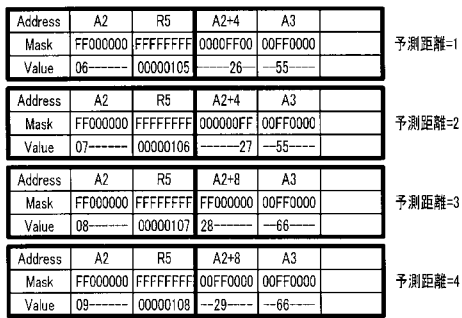 Address A2 R5 A2+4 A3
Mask FF000000 FFFFFFFF 0000FF00 00FF0000 予測距離=1
Value 06------ 00000105 ----26-- --55----
Address A2 R5 A2+4 A3
Mask FF000000 FFFFFFFF 000000FF 00FF0000 予測距離=2
Value 07------ 00000106 ------27 --55----
Address A2 R5 A2+8 A3
Mask FF000000 FFFFFFFF FF000000 00FF0000 予測距離=3
Value 08------ 00000107 28------ --66----
Address A2 R5 A2+8 A3
Mask FF000000 FFFFFFFF 00FF0000 00FF0000 予測距離=4
Value 09------ 00000108 --29---- --66----